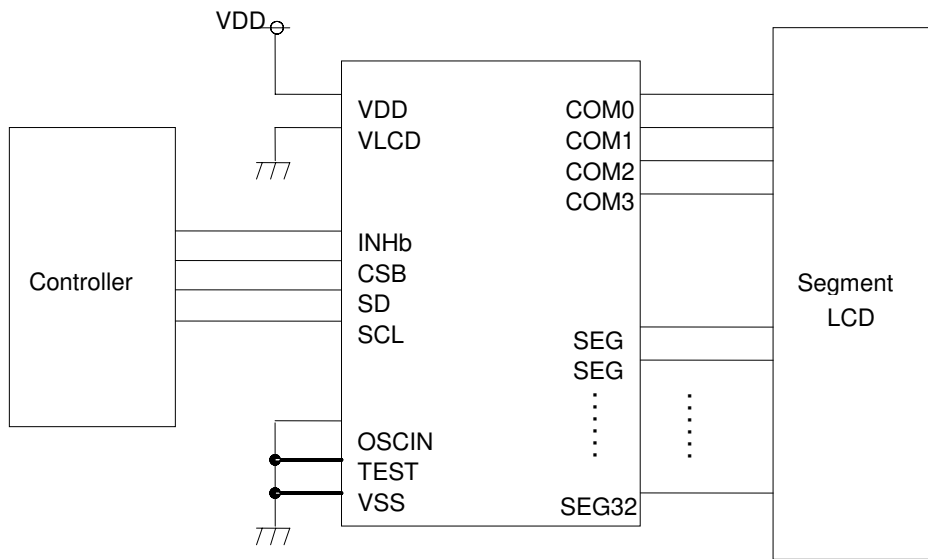 VDD
VDD
VLCD
INHb
CSB
SD
SCL
OSCIN
TEST
VSS
COM0
COM1
COM2
COM3
SEG
SEG
SEG32
Controller
Segment
LCD